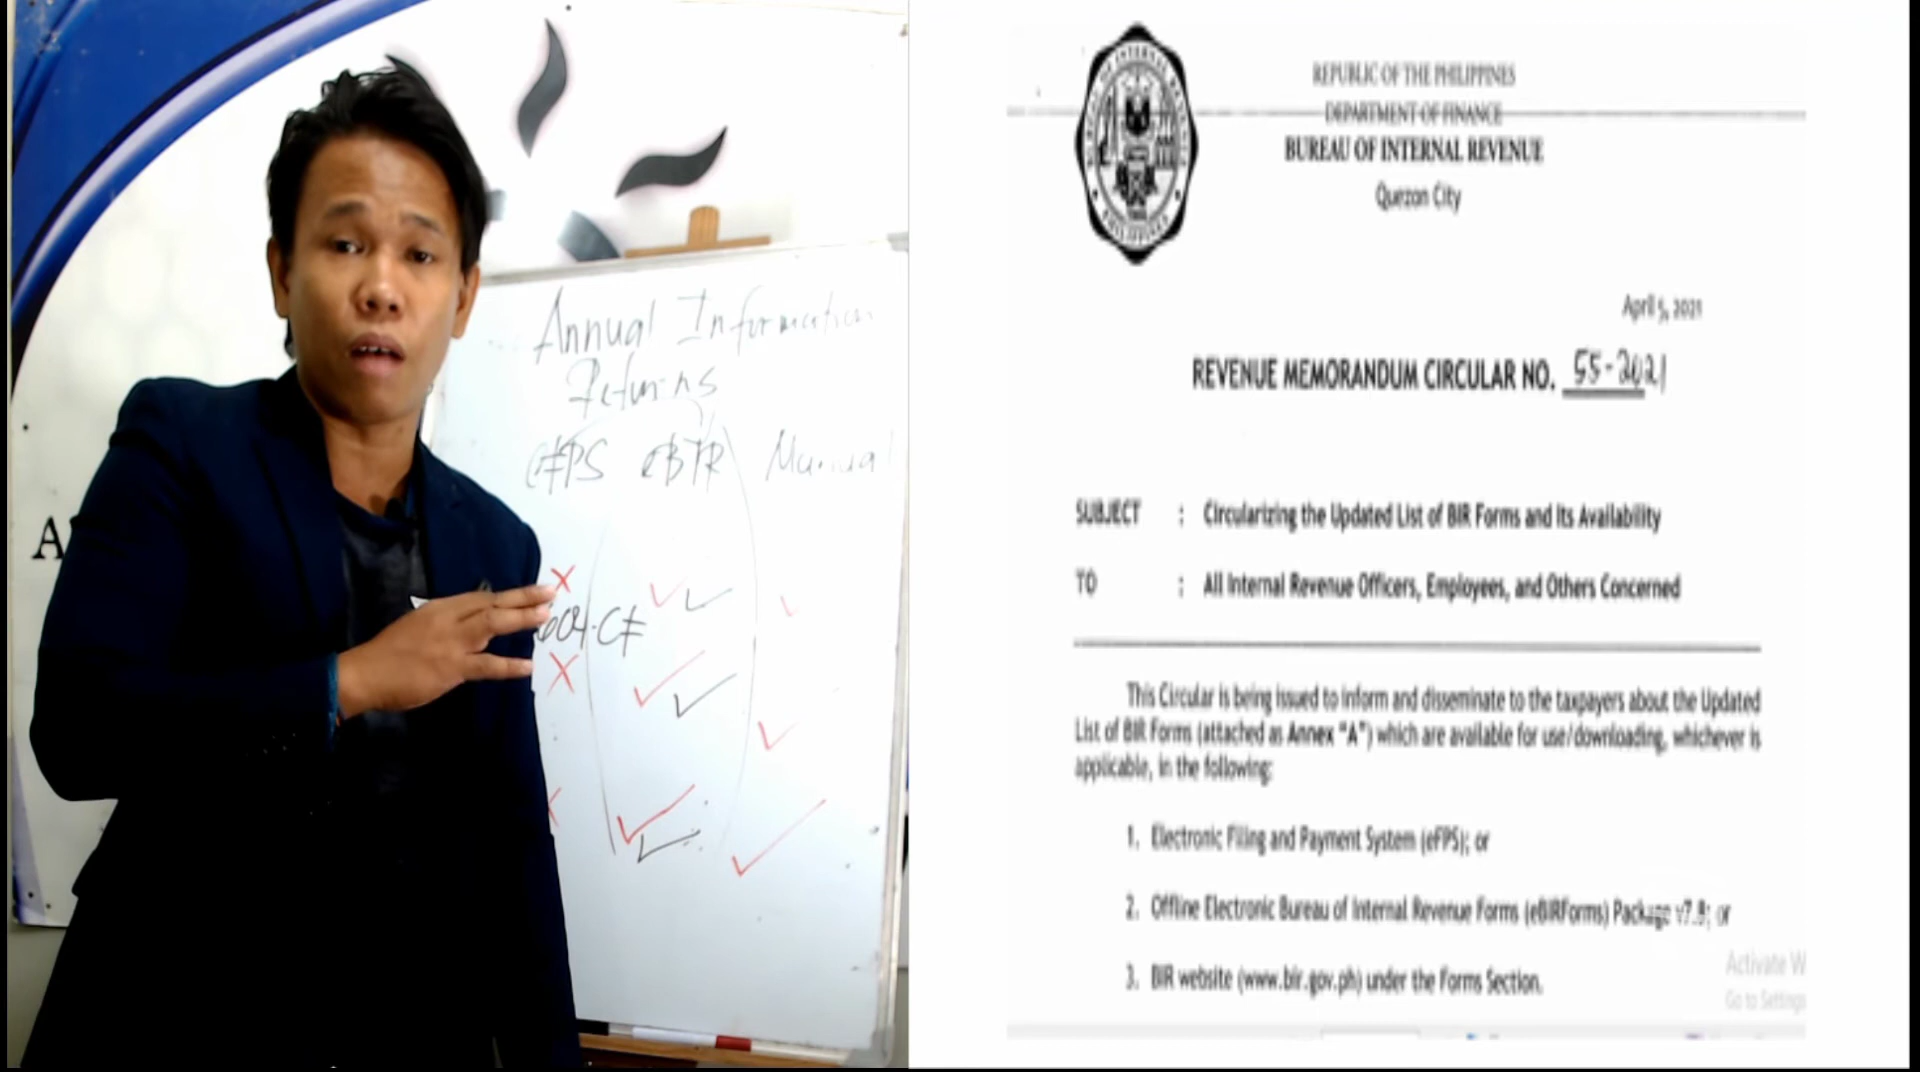 A
Annual Information
Returns
eFPS eBIR Manual
1604-CF
REPUBLIC OF THE PHILIPPINES
DEPARTMENT OF FINANCE
BUREAU OF INTERNAL REVENUE
Quezon City
April 5, 2021
REVENUE MEMORANDUM CIRCULAR NO. 55-2021
SUBJECT : Circularizing the Updated List of BIR Forms and Its Availability
TO : All Internal Revenue Officers, Employees, and Others Concerned
This Circular is being issued to inform and disseminate to the taxpayers about the Updated
List of BIR Forms (attached as Annex "A") which are available for use/downloading, whichever is
applicable, in the following:
1. Electronic Filing and Payment System (eFPS); or
2. Offline Electronic Bureau of Internal Revenue Forms (eBIRForms) Package v7.8; or
3. BIR website (www.bir.gov.ph) under the Forms Section.
Activate W
Go to Settings